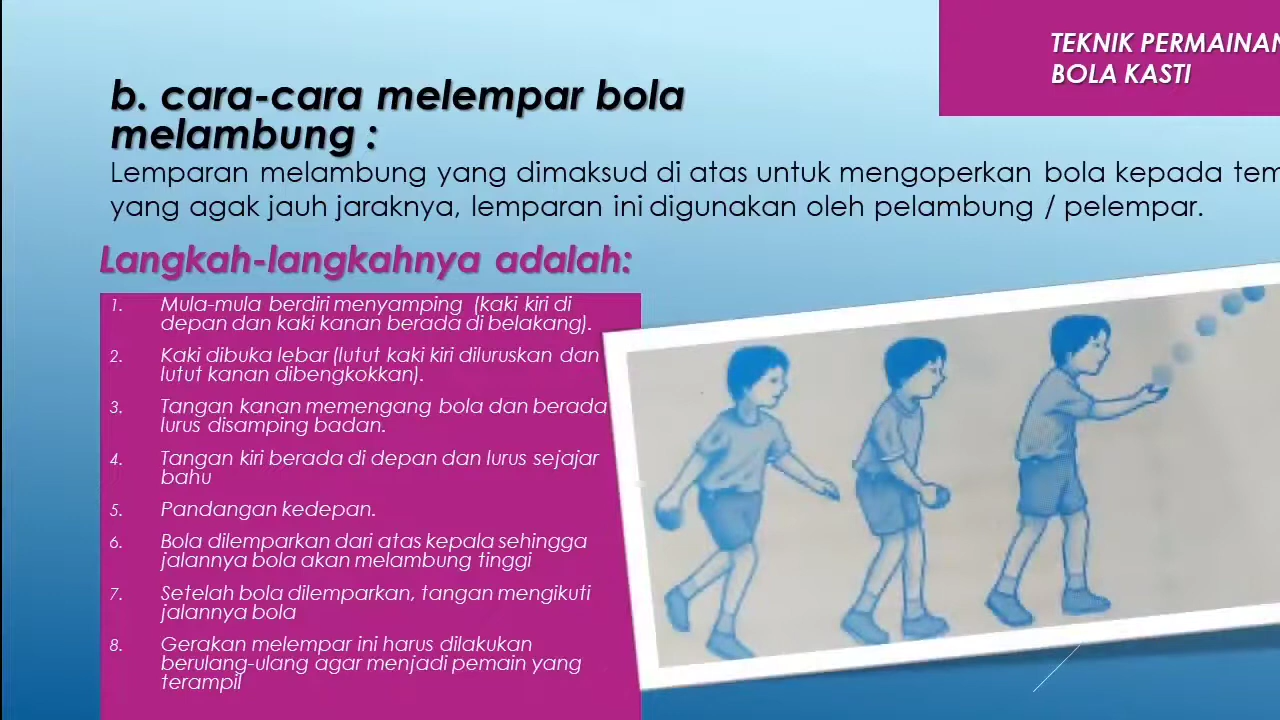 TEKNIK PERMAINAN
BOLA KASTI
b. cara-cara melempar bola
melambung :
Lemparan melambung yang dimaksud di atas untuk mengoperkan bola kepada
yang agak jauh jaraknya, lemparan ini digunakan oleh pelambung / pelempar.
Langkah-langkahnya adalah:
1. Mula-mula berdiri menyamping (kaki kiri di
depan dan kaki kanan berada di belakang).
2. Kaki dibuka lebar (lutut kaki kiri diluruskan dan
lutut kanan dibengkokkan).
3. Tangan kanan memengang bola dan berada
lurus disamping badan.
4. Tangan kiri berada di depan dan lurus sejajar
bahu
5. Pandangan kedepan.
6. Bola dilemparkan dari atas kepala sehingga
jalannya bola akan melambung tinggi
7. Setelah bola dilemparkan, tangan mengikuti
jalannya bola
8. Gerakan melempar ini harus dilakukan
berulang-ulang agar menjadi pemain yang
terampil